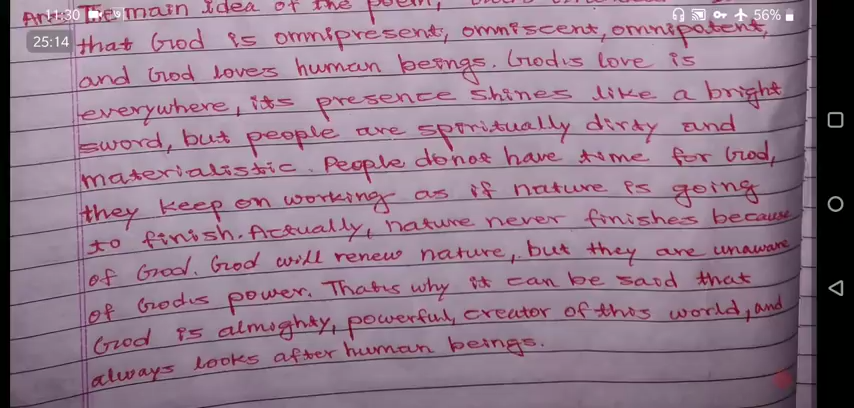 11:30 56%
25:14
Ans: The main idea of the poem,
that God is omnipresent, omniscent, omnipotent,
and God loves human beings. God's love is
everywhere, its presence shines like a bright
sword, but people are spiritually dirty and
materialistic. People donot have time for God,
they keep on working as if nature is going
to finish. Actually, nature never finishes because
of God. God will renew nature, but they are unaware
of God's power. That's why it can be said that
God is almighty, powerful, creator of this world, and
always looks after human beings.